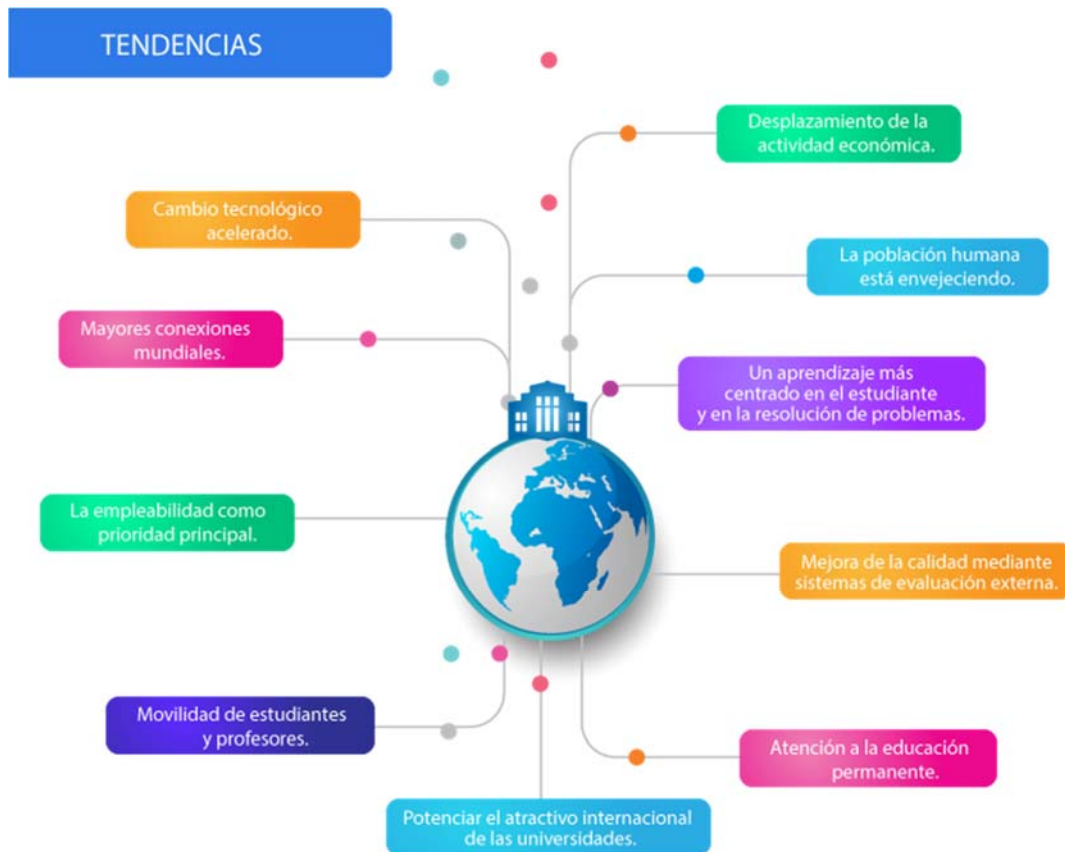 TENDENCIAS
Desplazamiento de la
actividad económica.
Cambio tecnológico
acelerado.
La población humana
está envejeciendo.
Mayores conexiones
mundiales.
Un aprendizaje más
centrado en el estudiante
y en la resolución de problemas.
La empleabilidad como
prioridad principal.
Mejora de la calidad mediante
sistemas de evaluación externa.
Movilidad de estudiantes
y profesores.
Atención a la educación
permanente.
Potenciar el atractivo internacional
de las universidades.